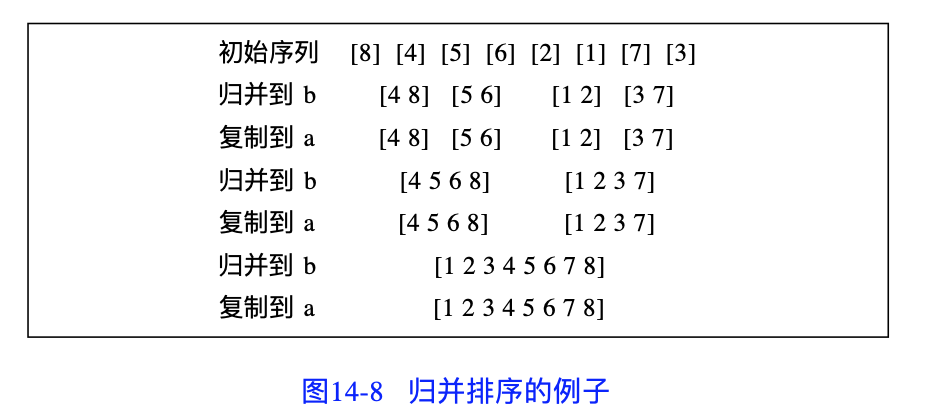 初始序列 [8] [4] [5] [6] [2] [1] [7] [3]
归并到 b [4 8] [5 6] [1 2] [3 7]
复制到 a [4 8] [5 6] [1 2] [3 7]
归并到 b [4 5 6 8] [1 2 3 7]
复制到 a [4 5 6 8] [1 2 3 7]
归并到 b [1 2 3 4 5 6 7 8]
复制到 a [1 2 3 4 5 6 7 8]
图14-8 归并排序的例子